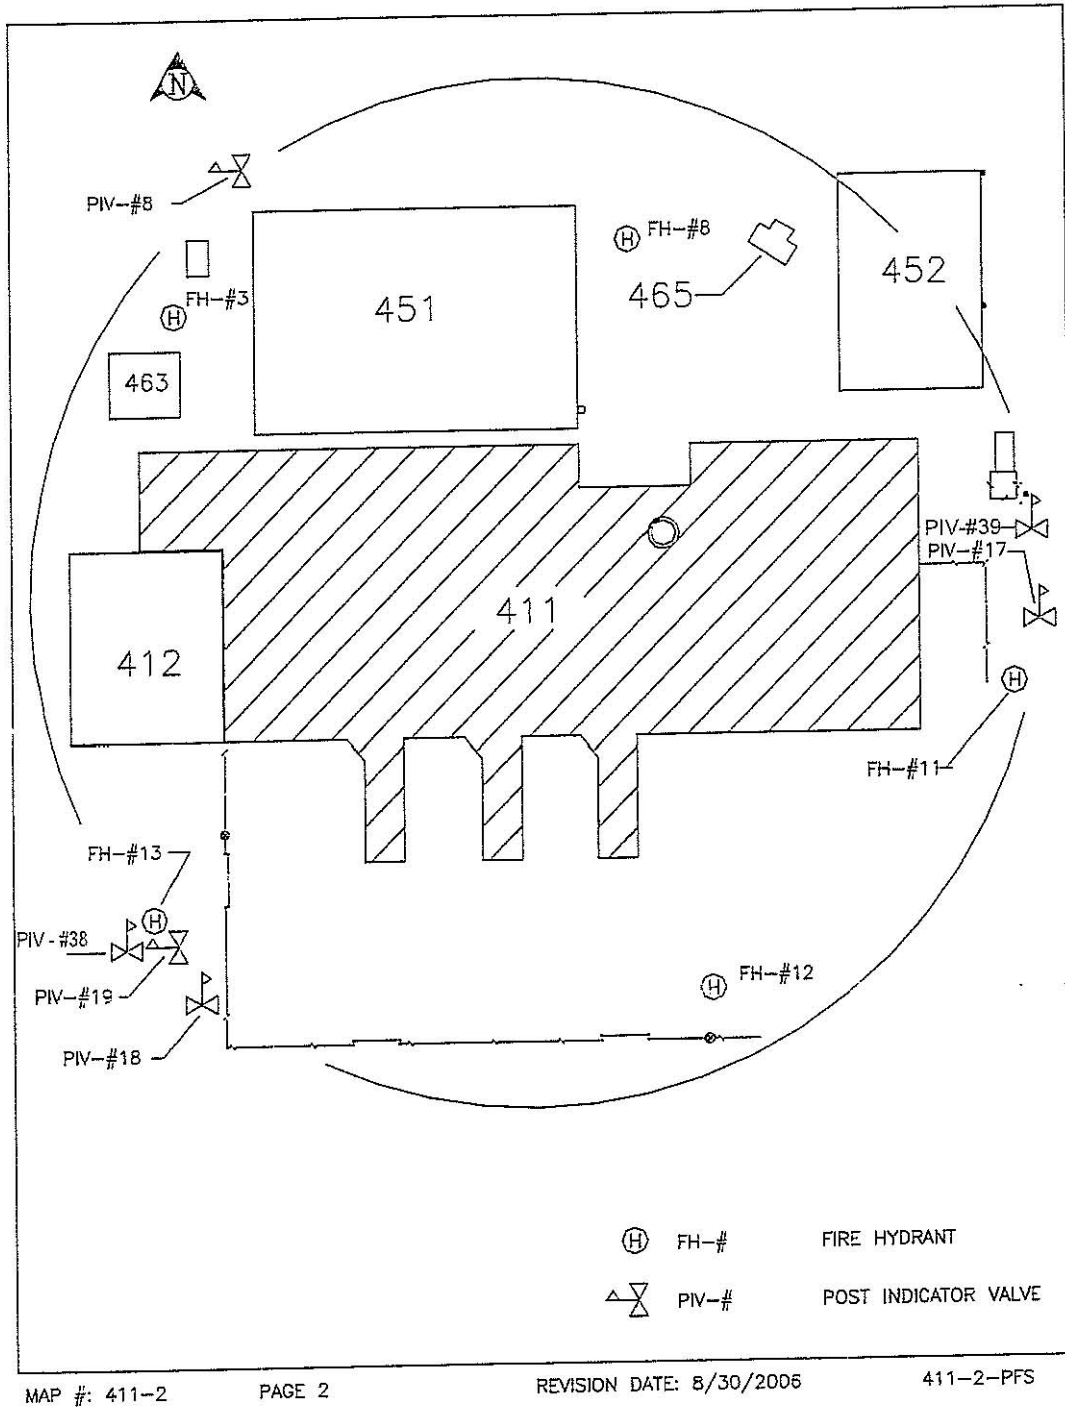 N
PIV-#8
FH-#8
FH-#3
451
465
452
463
PIV-#39
PIV-#17
411
412
FH-#11
FH-#13
PIV-#38
PIV-#19
FH-#12
PIV-#18
H FH-# FIRE HYDRANT
PIV-# POST INDICATOR VALVE
MAP #: 411-2 PAGE 2 REVISION DATE: 8/30/2006 411-2-PFS
H
H
H
H
H